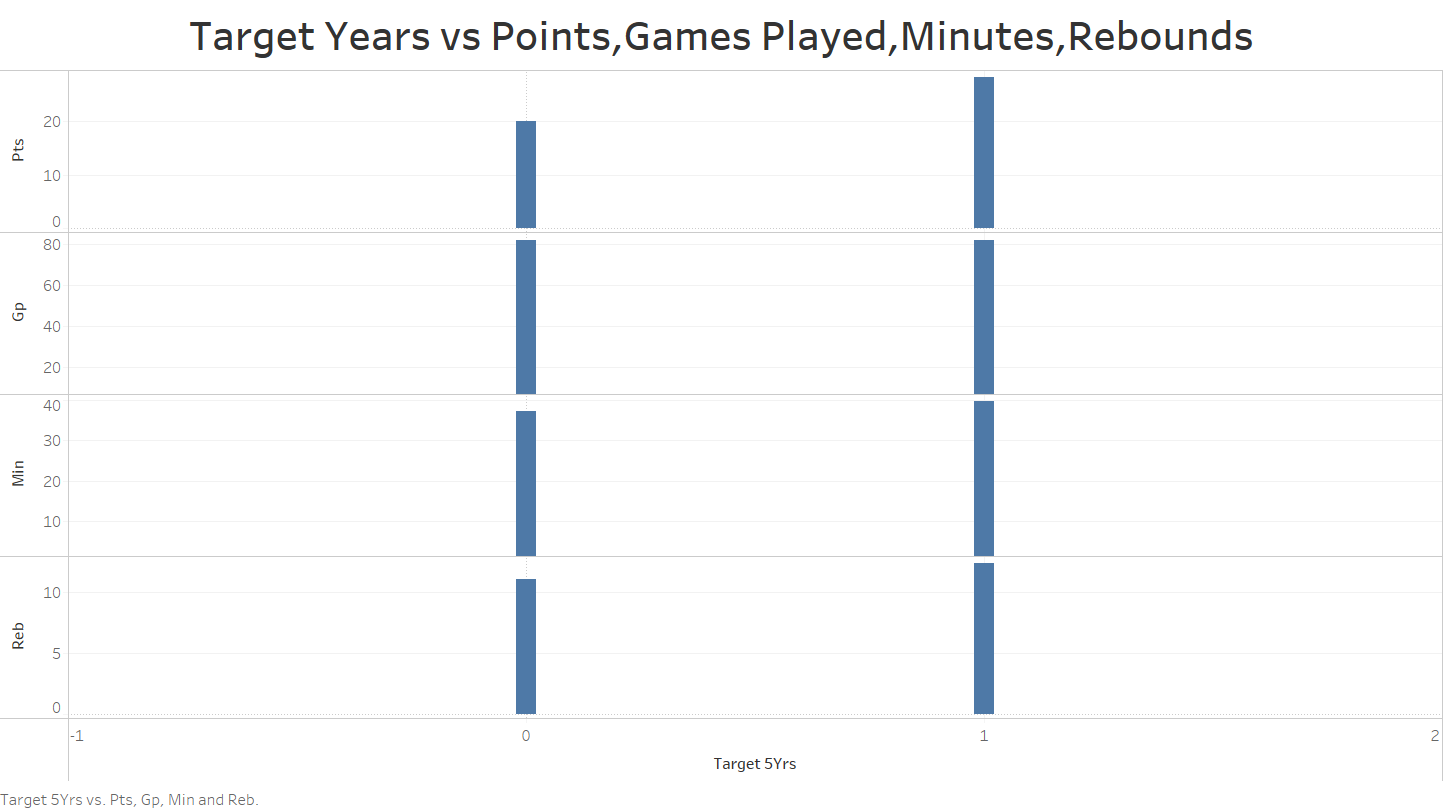 Target Years vs Points,Games Played,Minutes,Rebounds
Pts
20
10
0
Gp
80
60
40
20
Min
40
30
20
10
Reb
10
5
0
-1 0 1 2
Target 5Yrs
Target 5Yrs vs. Pts, Gp, Min and Reb.